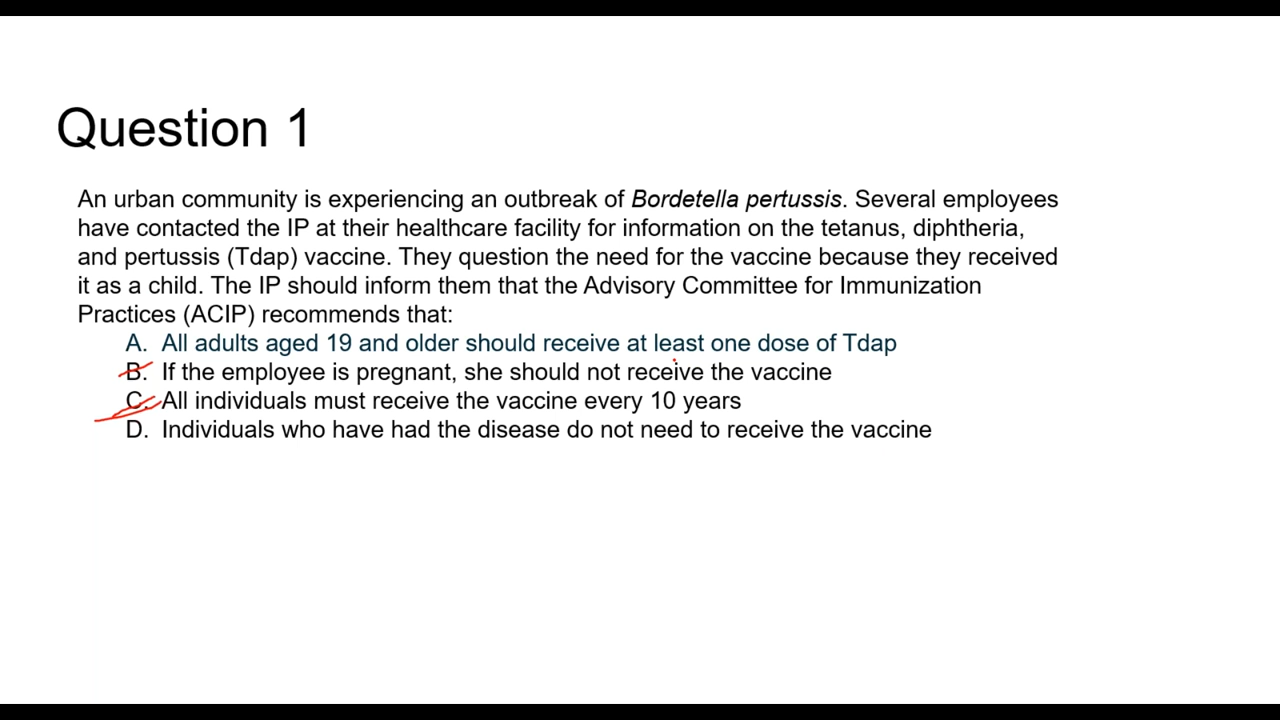 Question 1
An urban community is experiencing an outbreak of Bordetella pertussis. Several employees
have contacted the IP at their healthcare facility for information on the tetanus, diphtheria,
and pertussis (Tdap) vaccine. They question the need for the vaccine because they received
it as a child. The IP should inform them that the Advisory Committee for Immunization
Practices (ACIP) recommends that:
A. All adults aged 19 and older should receive at least one dose of Tdap
B. If the employee is pregnant, she should not receive the vaccine
C. All individuals must receive the vaccine every 10 years
D. Individuals who have had the disease do not need to receive the vaccine